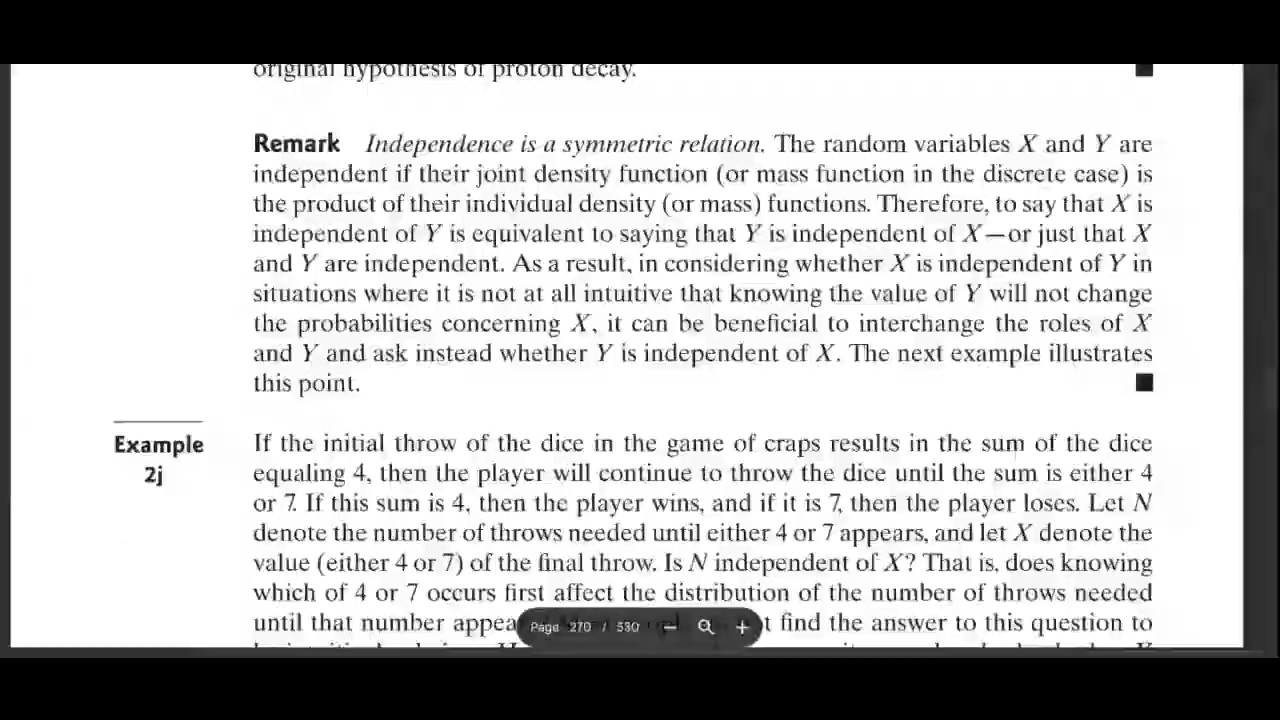 original hypothesis of proton decay.
Remark Independence is a symmetric relation. The random variables X and Y are
independent if their joint density function (or mass function in the discrete case) is
the product of their individual density (or mass) functions. Therefore, to say that X is
independent of Y is equivalent to saying that Y is independent of X—or just that X
and Y are independent. As a result, in considering whether X is independent of Y in
situations where it is not at all intuitive that knowing the value of Y will not change
the probabilities concerning X, it can be beneficial to interchange the roles of X
and Y and ask instead whether Y is independent of X. The next example illustrates
this point.
Example
2j
If the initial throw of the dice in the game of craps results in the sum of the dice
equaling 4, then the player will continue to throw the dice until the sum is either 4
or 7. If this sum is 4, then the player wins, and if it is 7, then the player loses. Let N
denote the number of throws needed until either 4 or 7 appears, and let X denote the
value (either 4 or 7) of the final throw. Is N independent of X? That is, does knowing
which of 4 or 7 occurs first affect the distribution of the number of throws needed
until that number appea t find the answer to this question to
Page 270 / 530 − +